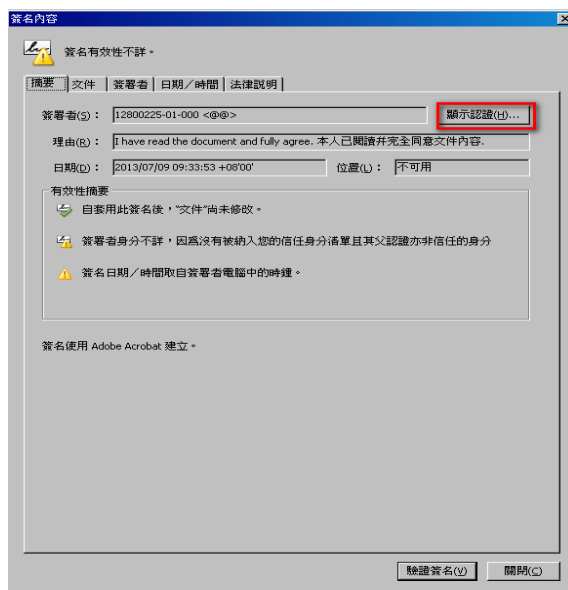 簽名內容
簽名有效性不詳。
摘要 文件 簽署者 日期／時間 法律説明
簽署者(S)： 12800225-01-000 <@@> 顯示認證(H)...
理由(R)： I have read the document and fully agree. 本人已閱讀并完全同意文件內容.
日期(D)： 2013/07/09 09:33:53 +08'00' 位置(L)： 不可用
有效性摘要
自套用此簽名後，"文件"尚未修改。
簽署者身分不詳，因爲沒有被納入您的信任身分清單且其父認證亦非信任的身分
簽名日期／時間取自簽署者電腦中的時鐘。
簽名使用 Adobe Acrobat 建立。
驗證簽名(V) 關閉(C)